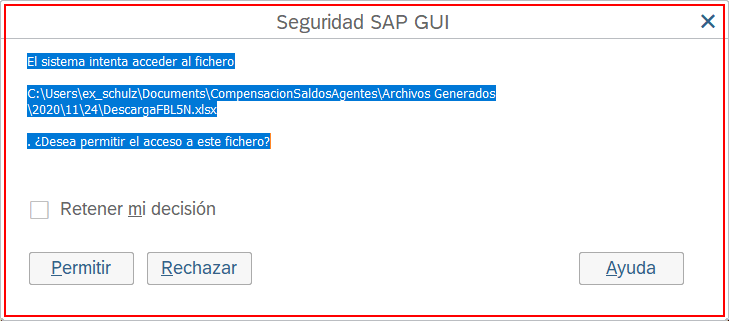 Seguridad SAP GUI
El sistema intenta acceder al fichero
C:\Users\ex_schulz\Documents\CompensacionSaldosAgentes\Archivos Generados
\2020\11\24\DescargaFBL5N.xlsx
. ¿Desea permitir el acceso a este fichero?
Retener mi decisión
Permitir Rechazar Ayuda